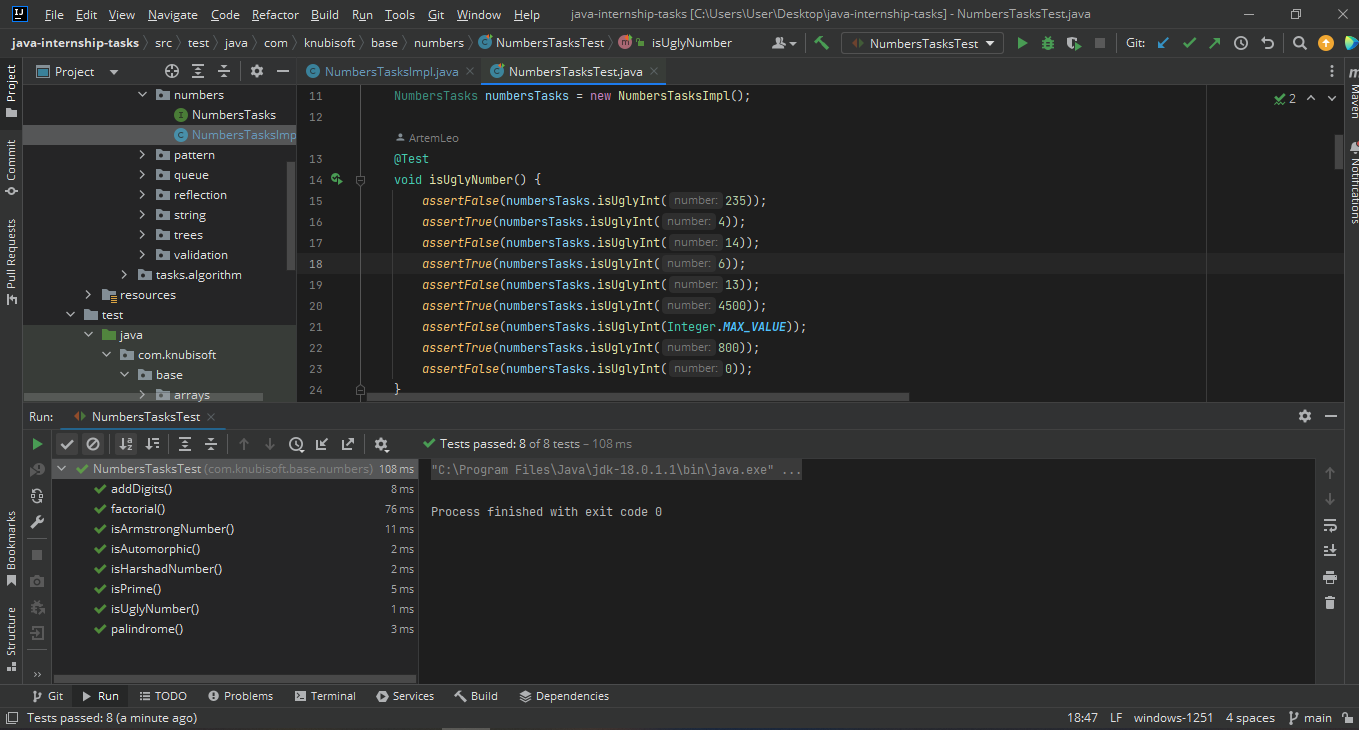 File Edit View Navigate Code Refactor Build Run Tools Git Window Help java-internship-tasks [C:\Users\User\Desktop\java-internship-tasks] - NumbersTasksTest.java
java-internship-tasks src test java com knubisoft base numbers NumbersTasksTest isUglyNumber NumbersTasksTest Git:
Project
Commit
Pull Requests
Bookmarks
Structure
Project
numbers
NumbersTasks
NumbersTasksImp
pattern
queue
reflection
string
trees
validation
tasks.algorithm
resources
test
java
com.knubisoft
base
arrays
NumbersTasksImpl.java NumbersTasksTest.java
2
11 NumbersTasks numbersTasks = new NumbersTasksImpl();
12
ArtemLeo
13 @Test
14 void isUglyNumber() {
15 assertFalse(numbersTasks.isUglyInt( number: 235));
16 assertTrue(numbersTasks.isUglyInt( number: 4));
17 assertFalse(numbersTasks.isUglyInt( number: 14));
18 assertTrue(numbersTasks.isUglyInt( number: 6));
19 assertFalse(numbersTasks.isUglyInt( number: 13));
20 assertTrue(numbersTasks.isUglyInt( number: 4500));
21 assertFalse(numbersTasks.isUglyInt(Integer.MAX_VALUE));
22 assertTrue(numbersTasks.isUglyInt( number: 800));
23 assertFalse(numbersTasks.isUglyInt( number: 0));
24 }
Maven
Notifications
Run: NumbersTasksTest
Tests passed: 8 of 8 tests – 108 ms
NumbersTasksTest (com.knubisoft.base.numbers) 108 ms
addDigits() 8 ms
factorial() 76 ms
isArmstrongNumber() 11 ms
isAutomorphic() 2 ms
isHarshadNumber() 2 ms
isPrime() 5 ms
isUglyNumber() 1 ms
palindrome() 3 ms
"C:\Program Files\Java\jdk-18.0.1.1\bin\java.exe" ...
Process finished with exit code 0
Git Run TODO Problems Terminal Services Build Dependencies
Tests passed: 8 (a minute ago) 18:47 LF windows-1251 4 spaces main